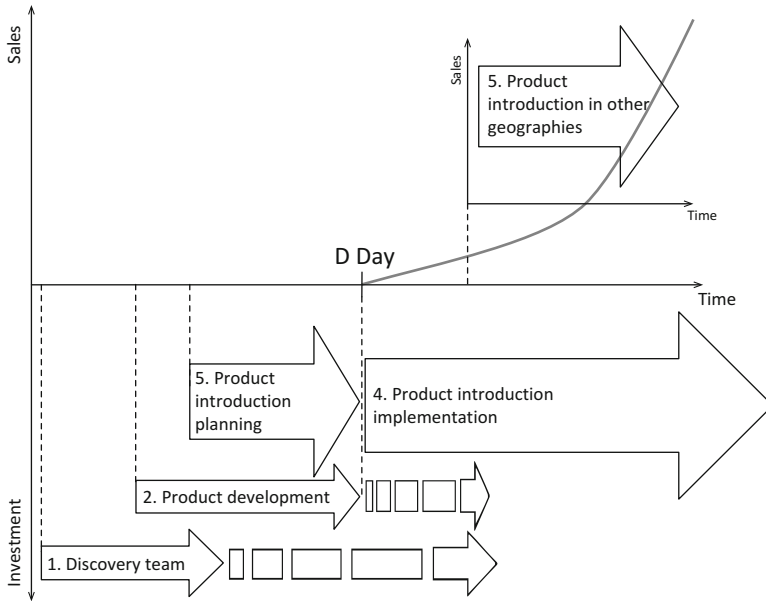 Sales
Sales
5. Product
introduction in other
geographies
Time
D Day
Time
5. Product
introduction
planning
4. Product introduction
implementation
2. Product development
Investment
1. Discovery team